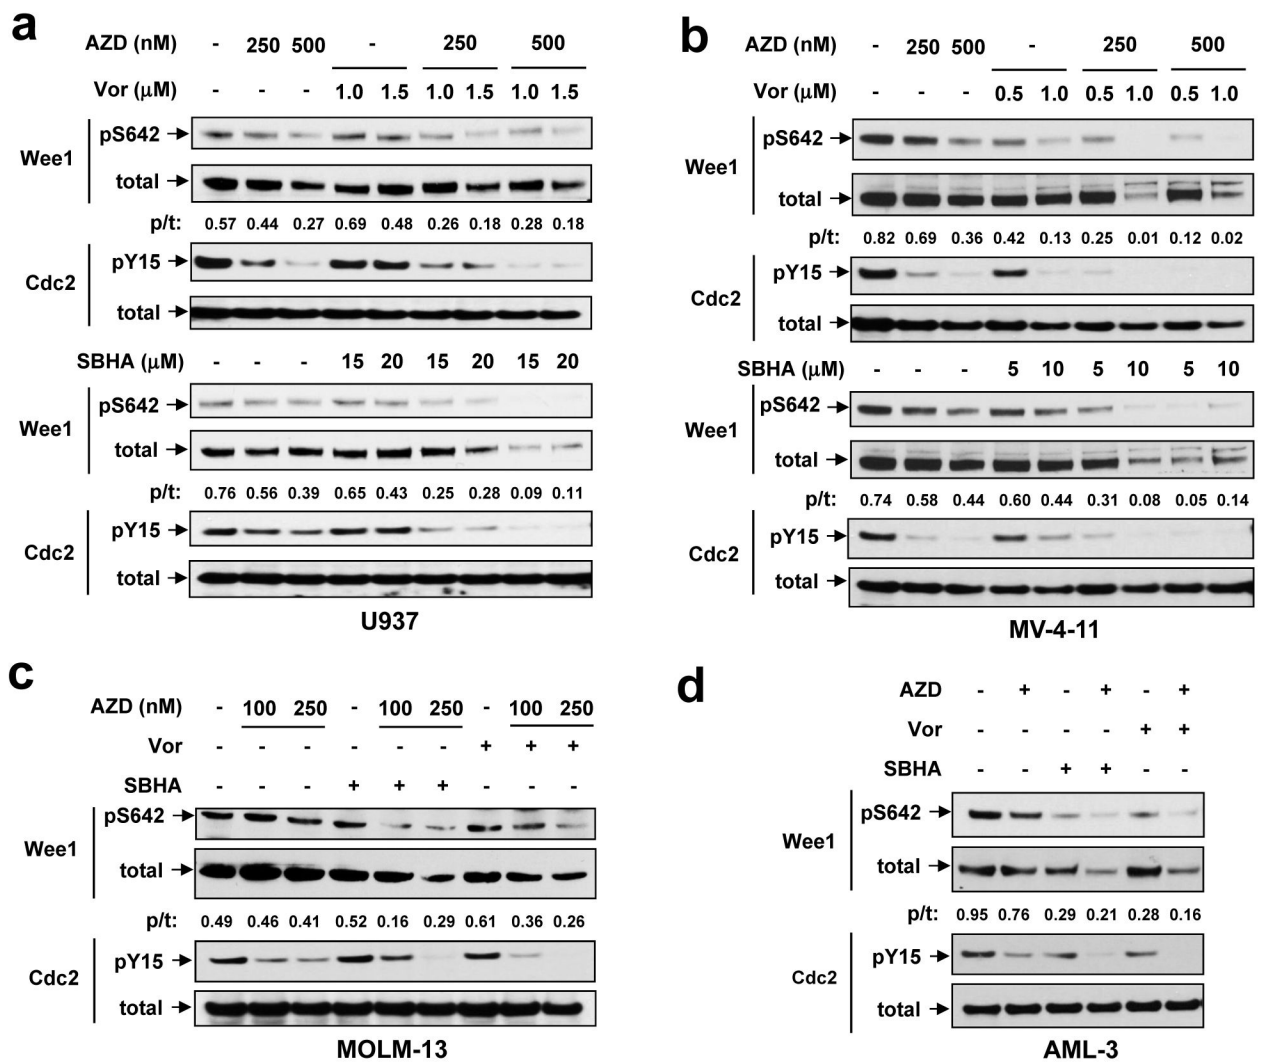 a
AZD (nM) - 250 500 - 250 500
Vor (μM) - - - 1.0 1.5 1.0 1.5 1.0 1.5
Wee1
pS642
total
p/t: 0.57 0.44 0.27 0.69 0.48 0.26 0.18 0.28 0.18
Cdc2
pY15
total
SBHA (μM) - - - 15 20 15 20 15 20
Wee1
pS642
total
p/t: 0.76 0.56 0.39 0.65 0.43 0.25 0.28 0.09 0.11
Cdc2
pY15
total
U937
b
AZD (nM) - 250 500 - 250 500
Vor (μM) - - - 0.5 1.0 0.5 1.0 0.5 1.0
Wee1
pS642
total
p/t: 0.82 0.69 0.36 0.42 0.13 0.25 0.01 0.12 0.02
Cdc2
pY15
total
SBHA (μM) - - - 5 10 5 10 5 10
Wee1
pS642
total
p/t: 0.74 0.58 0.44 0.60 0.44 0.31 0.08 0.05 0.14
Cdc2
pY15
total
MV-4-11
c
AZD (nM) - 100 250 - 100 250 - 100 250
Vor - - - - - - + + +
SBHA - - - + + + - - -
Wee1
pS642
total
p/t: 0.49 0.46 0.41 0.52 0.16 0.29 0.61 0.36 0.26
Cdc2
pY15
total
MOLM-13
d
AZD - + - + - +
Vor - - - - + +
SBHA - - + + - -
Wee1
pS642
total
p/t: 0.95 0.76 0.29 0.21 0.28 0.16
Cdc2
pY15
total
AML-3